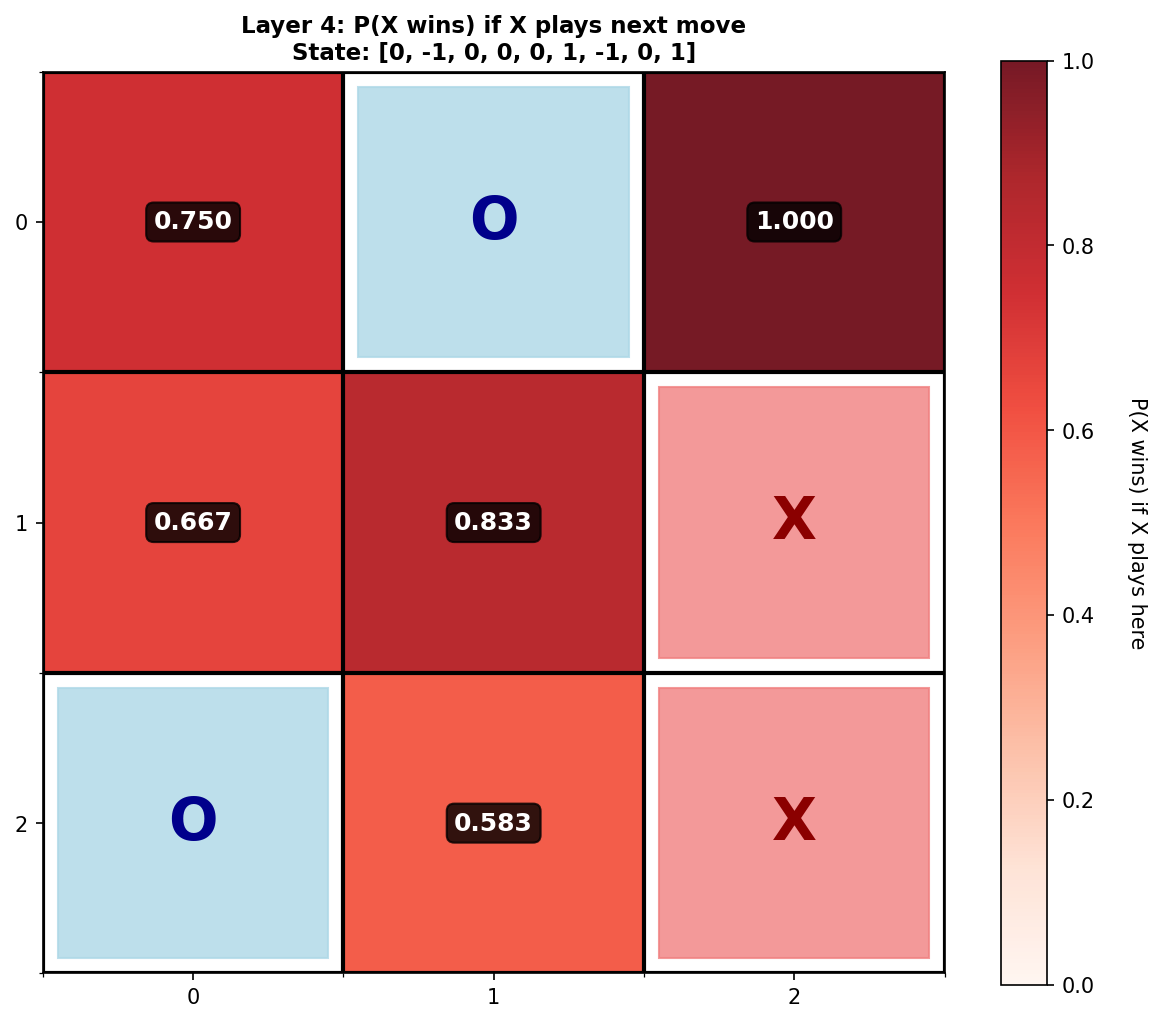 Layer 4: P(X wins) if X plays next move
State: [0, -1, 0, 0, 0, 1, -1, 0, 1]
0
0.750
O
1.000
1
0.667
0.833
X
2
O
0.583
X
0
1
2
1.0
0.8
0.6
0.4
0.2
0.0
P(X wins) if X plays here